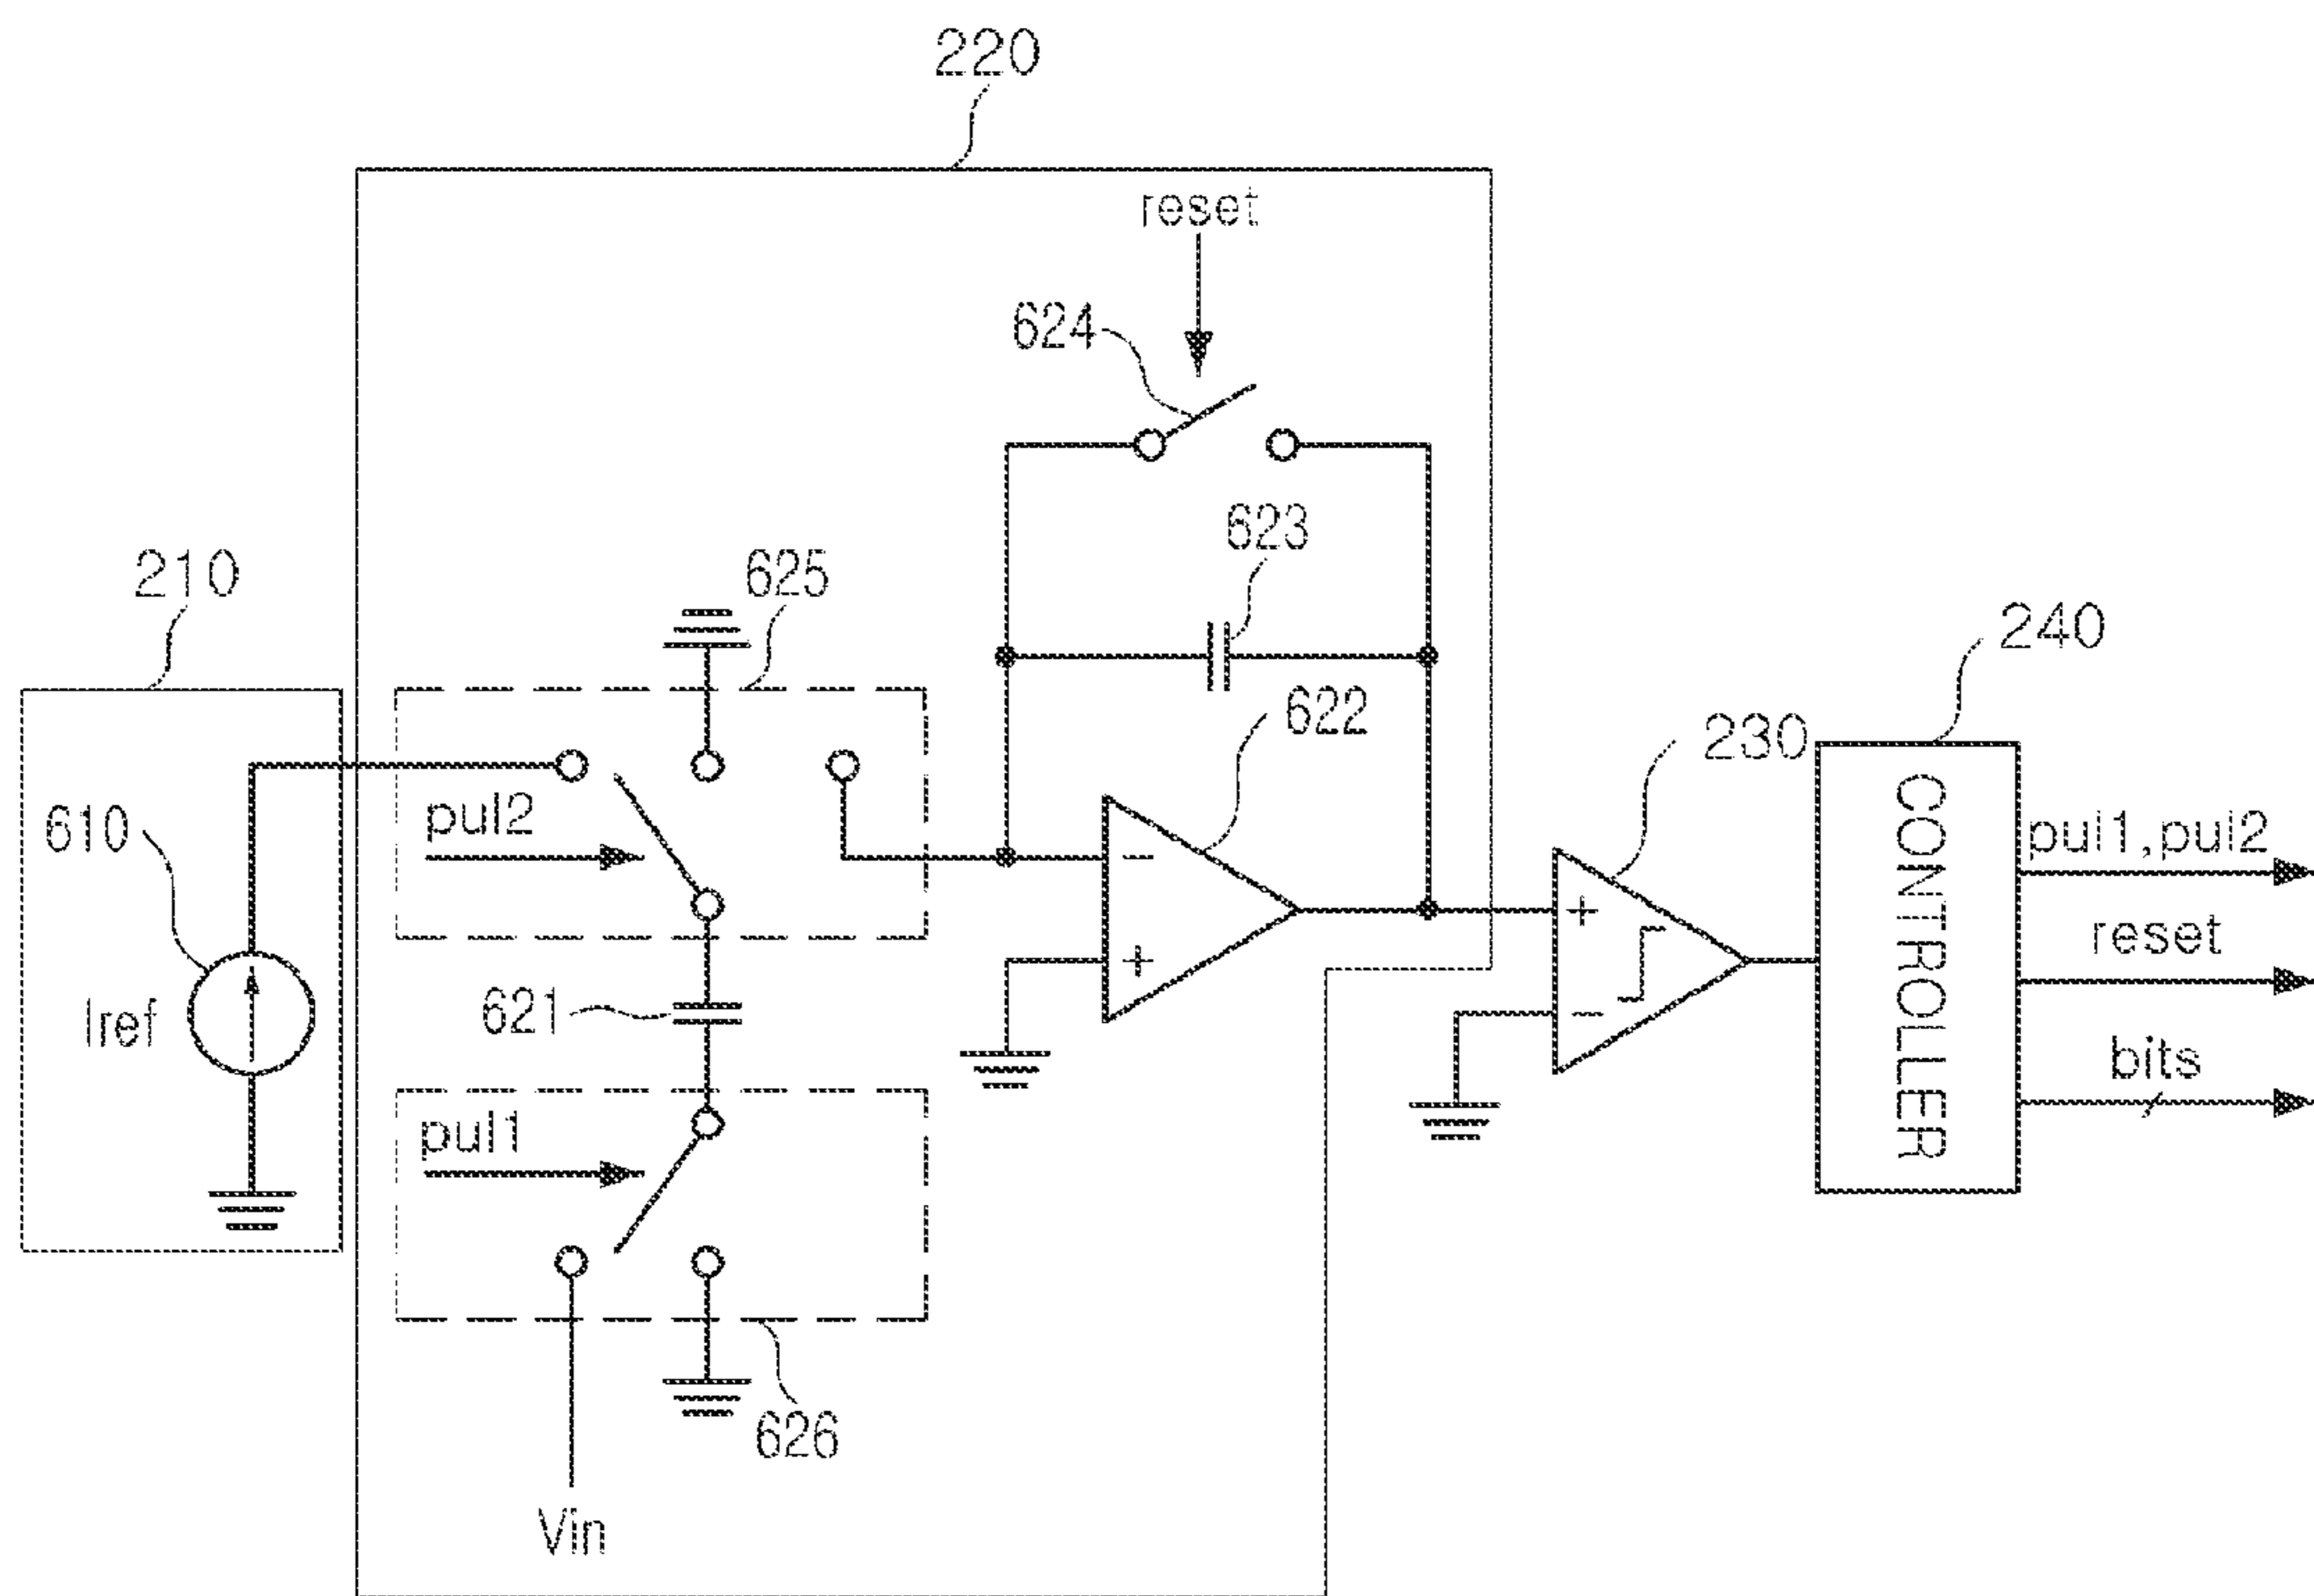 220
reset
624
623
210
625
240
622
230
610
pul2
Iref
621
pul1
626
Vin
-
+
+
-
CONTROLLER
pul1,pul2
reset
bits